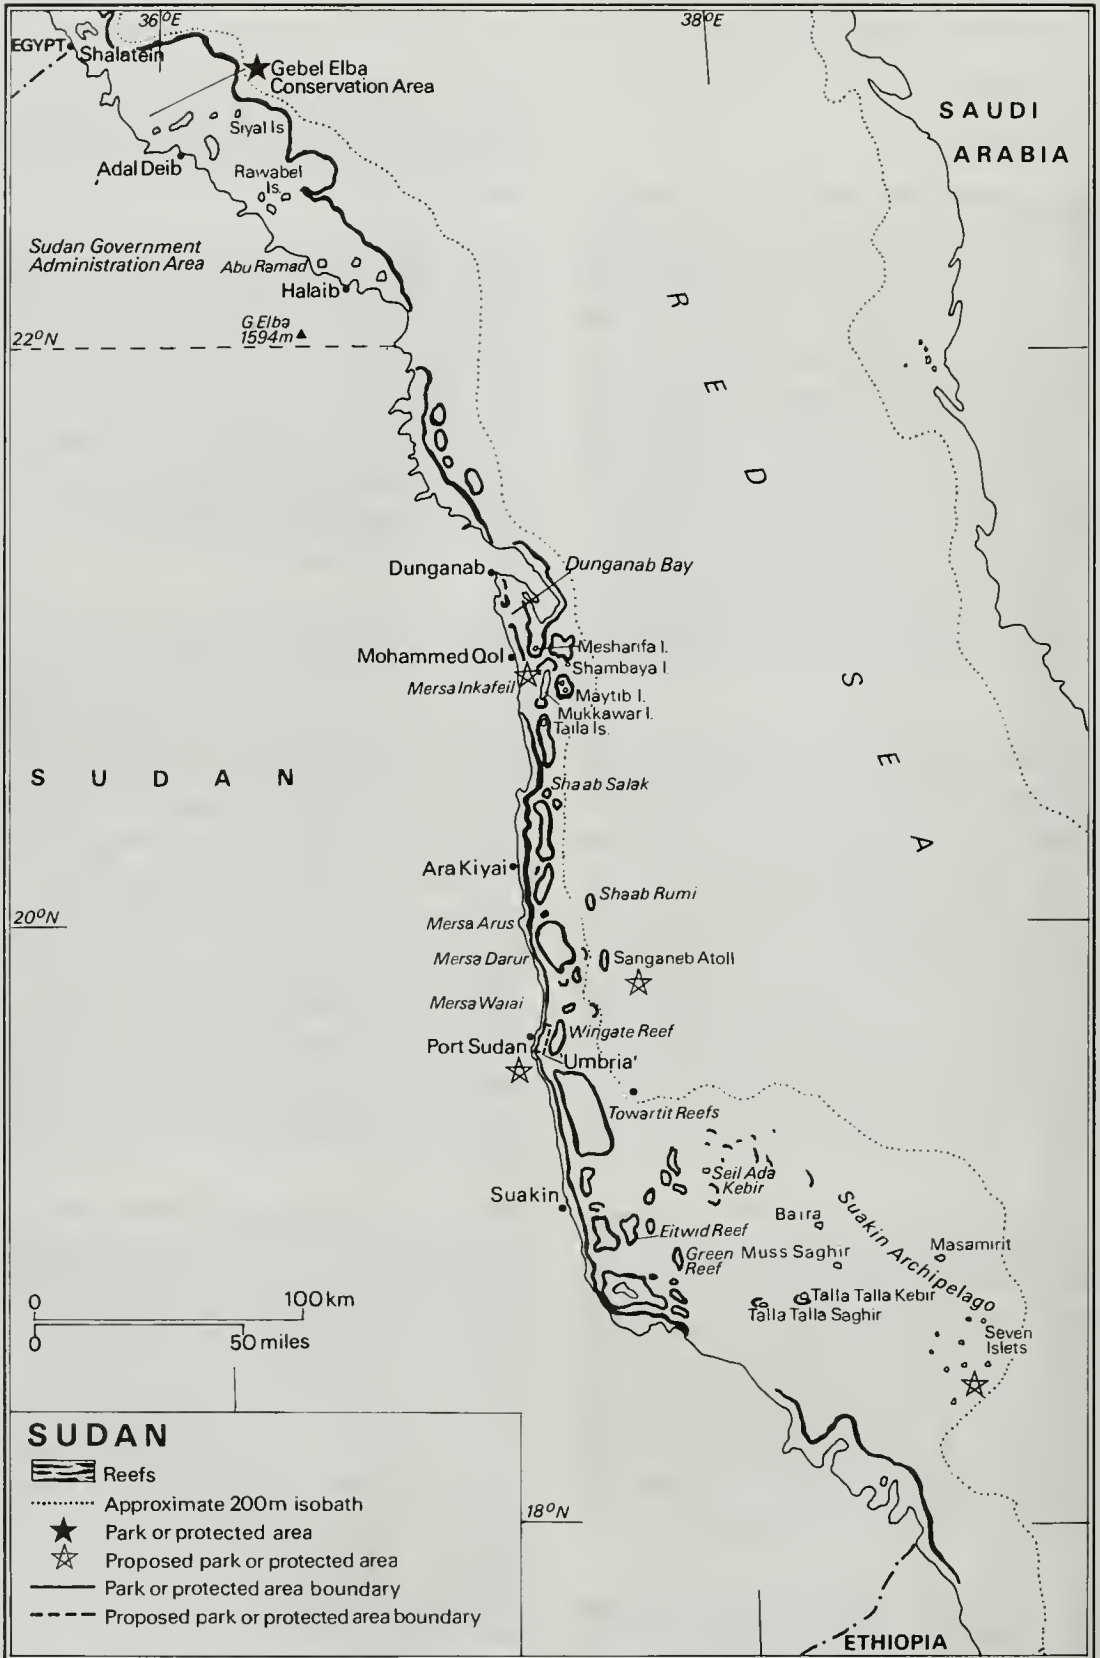 36°E
38°E
EGYPT
Shalatein
Gebel Elba
Conservation Area
SAUDI
ARABIA
Siyal Is
Adal Deib
Rawabel
Is.
Sudan Government
Administration Area
Abu Ramad
Halaib
G Elba
1594m
22°N
RED SEA
Dunganab
Dunganab Bay
Mohammed Qol
Mesharifa I.
Shambaya I.
Mersa Inkafeil
Maytib I.
Mukkawar I.
Taila Is.
SUDAN
Shaab Salak
Ara Kiyai
Shaab Rumi
20°N
Mersa Arus
Mersa Darur
Sanganeb Atoll
Mersa Waiai
Wingate Reef
Port Sudan
Umbria'
Towartit Reefs
Seil Ada
Kebir
Suakin
Baira
Suakin Archipelago
Eitwid Reef
Green
Reef
Muss Saghir
Masamirit
Talla Talla Kebir
Talla Talla Saghir
Seven
Islets
0 100km
0 50 miles
SUDAN
Reefs
Approximate 200m isobath
Park or protected area
Proposed park or protected area
Park or protected area boundary
Proposed park or protected area boundary
18°N
ETHIOPIA